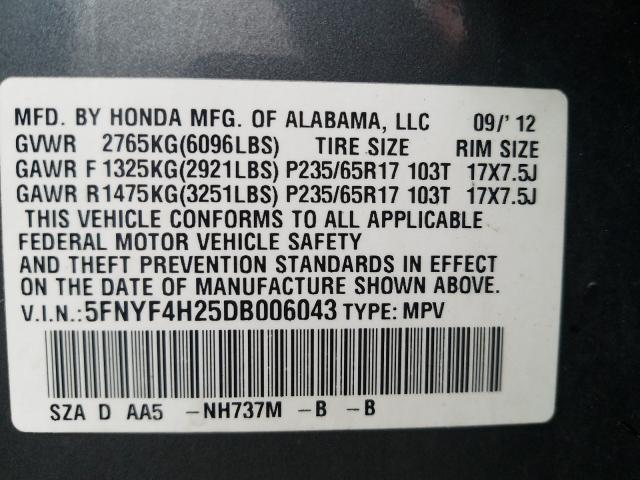 MFD. BY HONDA MFG. OF ALABAMA, LLC 09/'12
GVWR 2765KG(6096LBS) TIRE SIZE RIM SIZE
GAWR F 1325KG(2921LBS) P235/65R17 103T 17X7.5J
GAWR R 1475KG(3251LBS) P235/65R17 103T 17X7.5J
THIS VEHICLE CONFORMS TO ALL APPLICABLE
FEDERAL MOTOR VEHICLE SAFETY
AND THEFT PREVENTION STANDARDS IN EFFECT
ON THE DATE OF MANUFACTURE SHOWN ABOVE.
V.I.N.:5FNYF4H25DB006043 TYPE: MPV
SZA D AA5 -NH737M -B -B